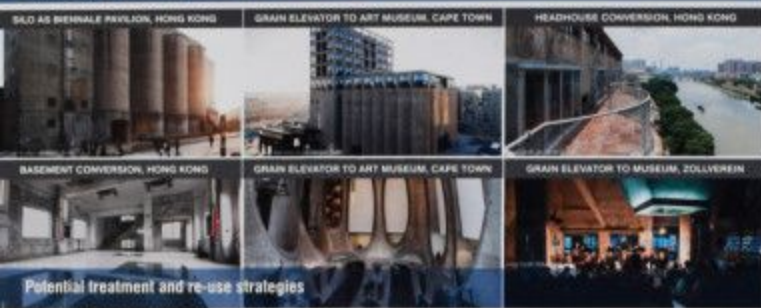 SILO AS BIENNALE PAVILION, HONG KONG
GRAIN ELEVATOR TO ART MUSEUM, CAPE TOWN
HEADHOUSE CONVERSION, HONG KONG
BASEMENT CONVERSION, HONG KONG
GRAIN ELEVATOR TO ART MUSEUM, CAPE TOWN
GRAIN ELEVATOR TO MUSEUM, ZOLLVEREIN
Potential treatment and re-use strategies